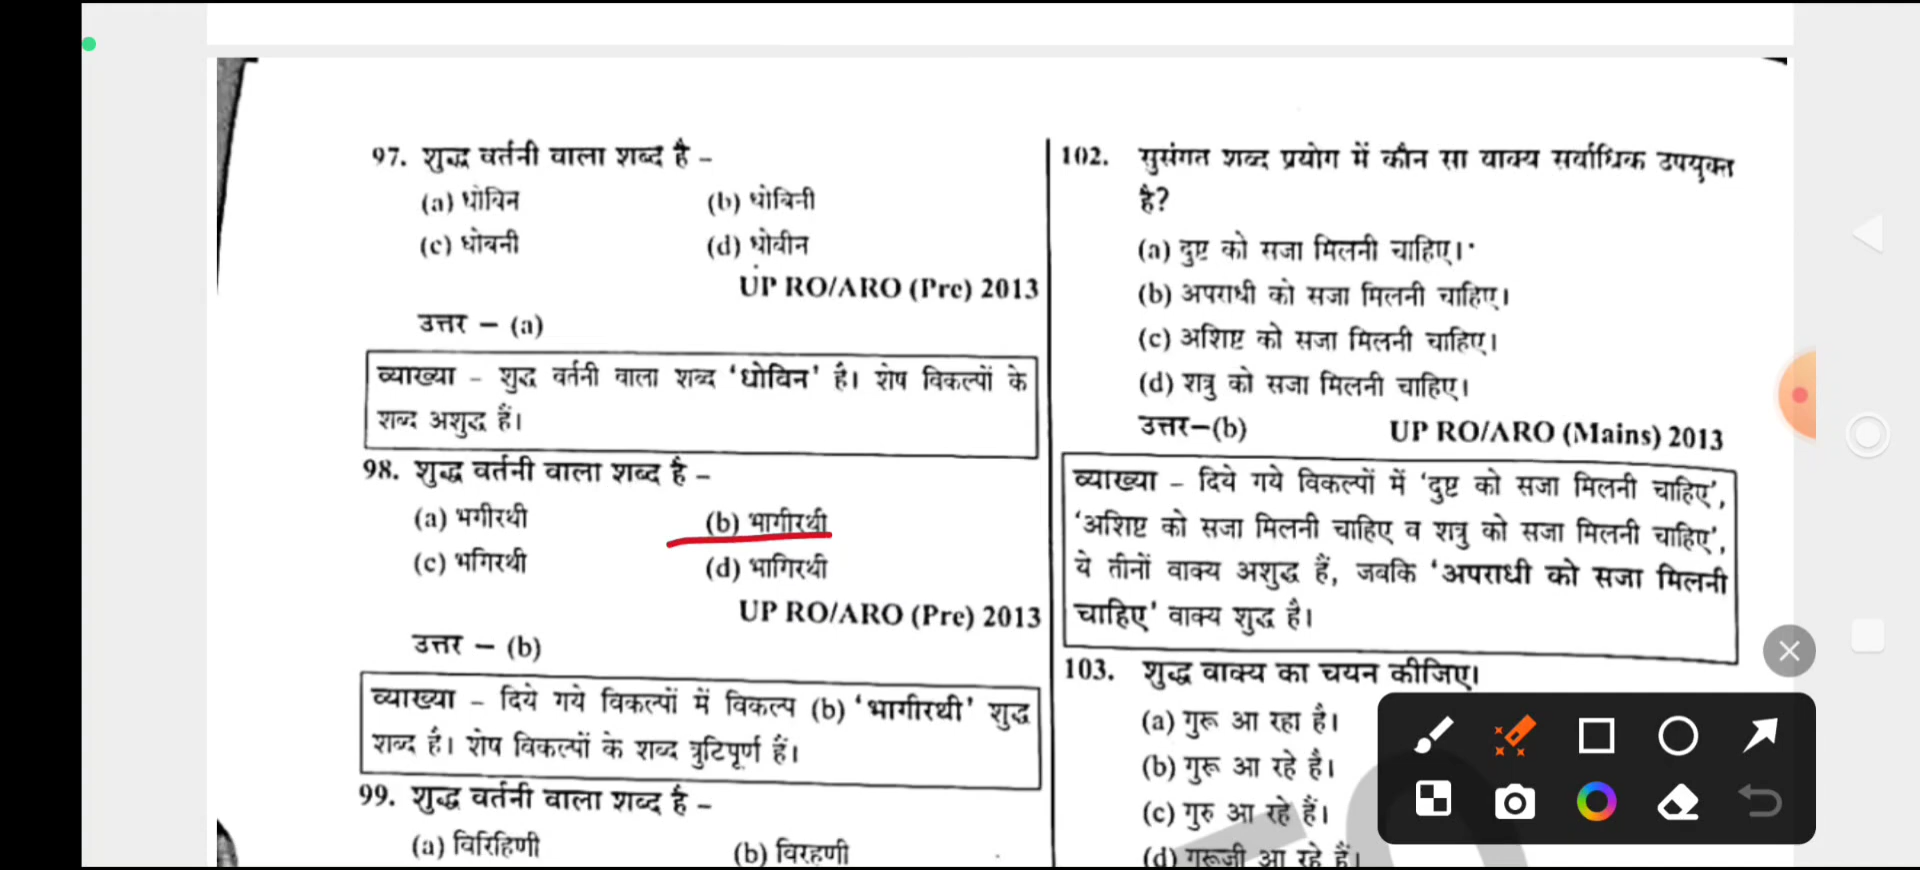 97. शुद्ध वर्तनी वाला शब्द है –
(a) धोबिन
(b) धोबिनी
(c) धोबनी
(d) धोबीन
UP RO/ARO (Pre) 2013
उत्तर – (a)
व्याख्या – शुद्ध वर्तनी वाला शब्द ‘धोबिन’ है। शेष विकल्पों के
शब्द अशुद्ध हैं।
98. शुद्ध वर्तनी वाला शब्द है –
(a) भगीरथी
(b) भागीरथी
(c) भगिरथी
(d) भागिरथी
UP RO/ARO (Pre) 2013
उत्तर – (b)
व्याख्या – दिये गये विकल्पों में विकल्प (b) ‘भागीरथी’ शुद्ध
शब्द है। शेष विकल्पों के शब्द त्रुटिपूर्ण हैं।
99. शुद्ध वर्तनी वाला शब्द है –
(a) विरिहिणी
(b) विरहणी
102. सुसंगत शब्द प्रयोग में कौन सा वाक्य सर्वाधिक उपयुक्त
है?
(a) दुष्ट को सजा मिलनी चाहिए।
(b) अपराधी को सजा मिलनी चाहिए।
(c) अशिष्ट को सजा मिलनी चाहिए।
(d) शत्रु को सजा मिलनी चाहिए।
उत्तर–(b) UP RO/ARO (Mains) 2013
व्याख्या – दिये गये विकल्पों में ‘दुष्ट को सजा मिलनी चाहिए’,
‘अशिष्ट को सजा मिलनी चाहिए व शत्रु को सजा मिलनी चाहिए’,
ये तीनों वाक्य अशुद्ध हैं, जबकि ‘अपराधी को सजा मिलनी
चाहिए’ वाक्य शुद्ध है।
103. शुद्ध वाक्य का चयन कीजिए।
(a) गुरू आ रहा है।
(b) गुरू आ रहे है।
(c) गुरु आ रहे हैं।
(d) गुरूजी आ रहे हैं।